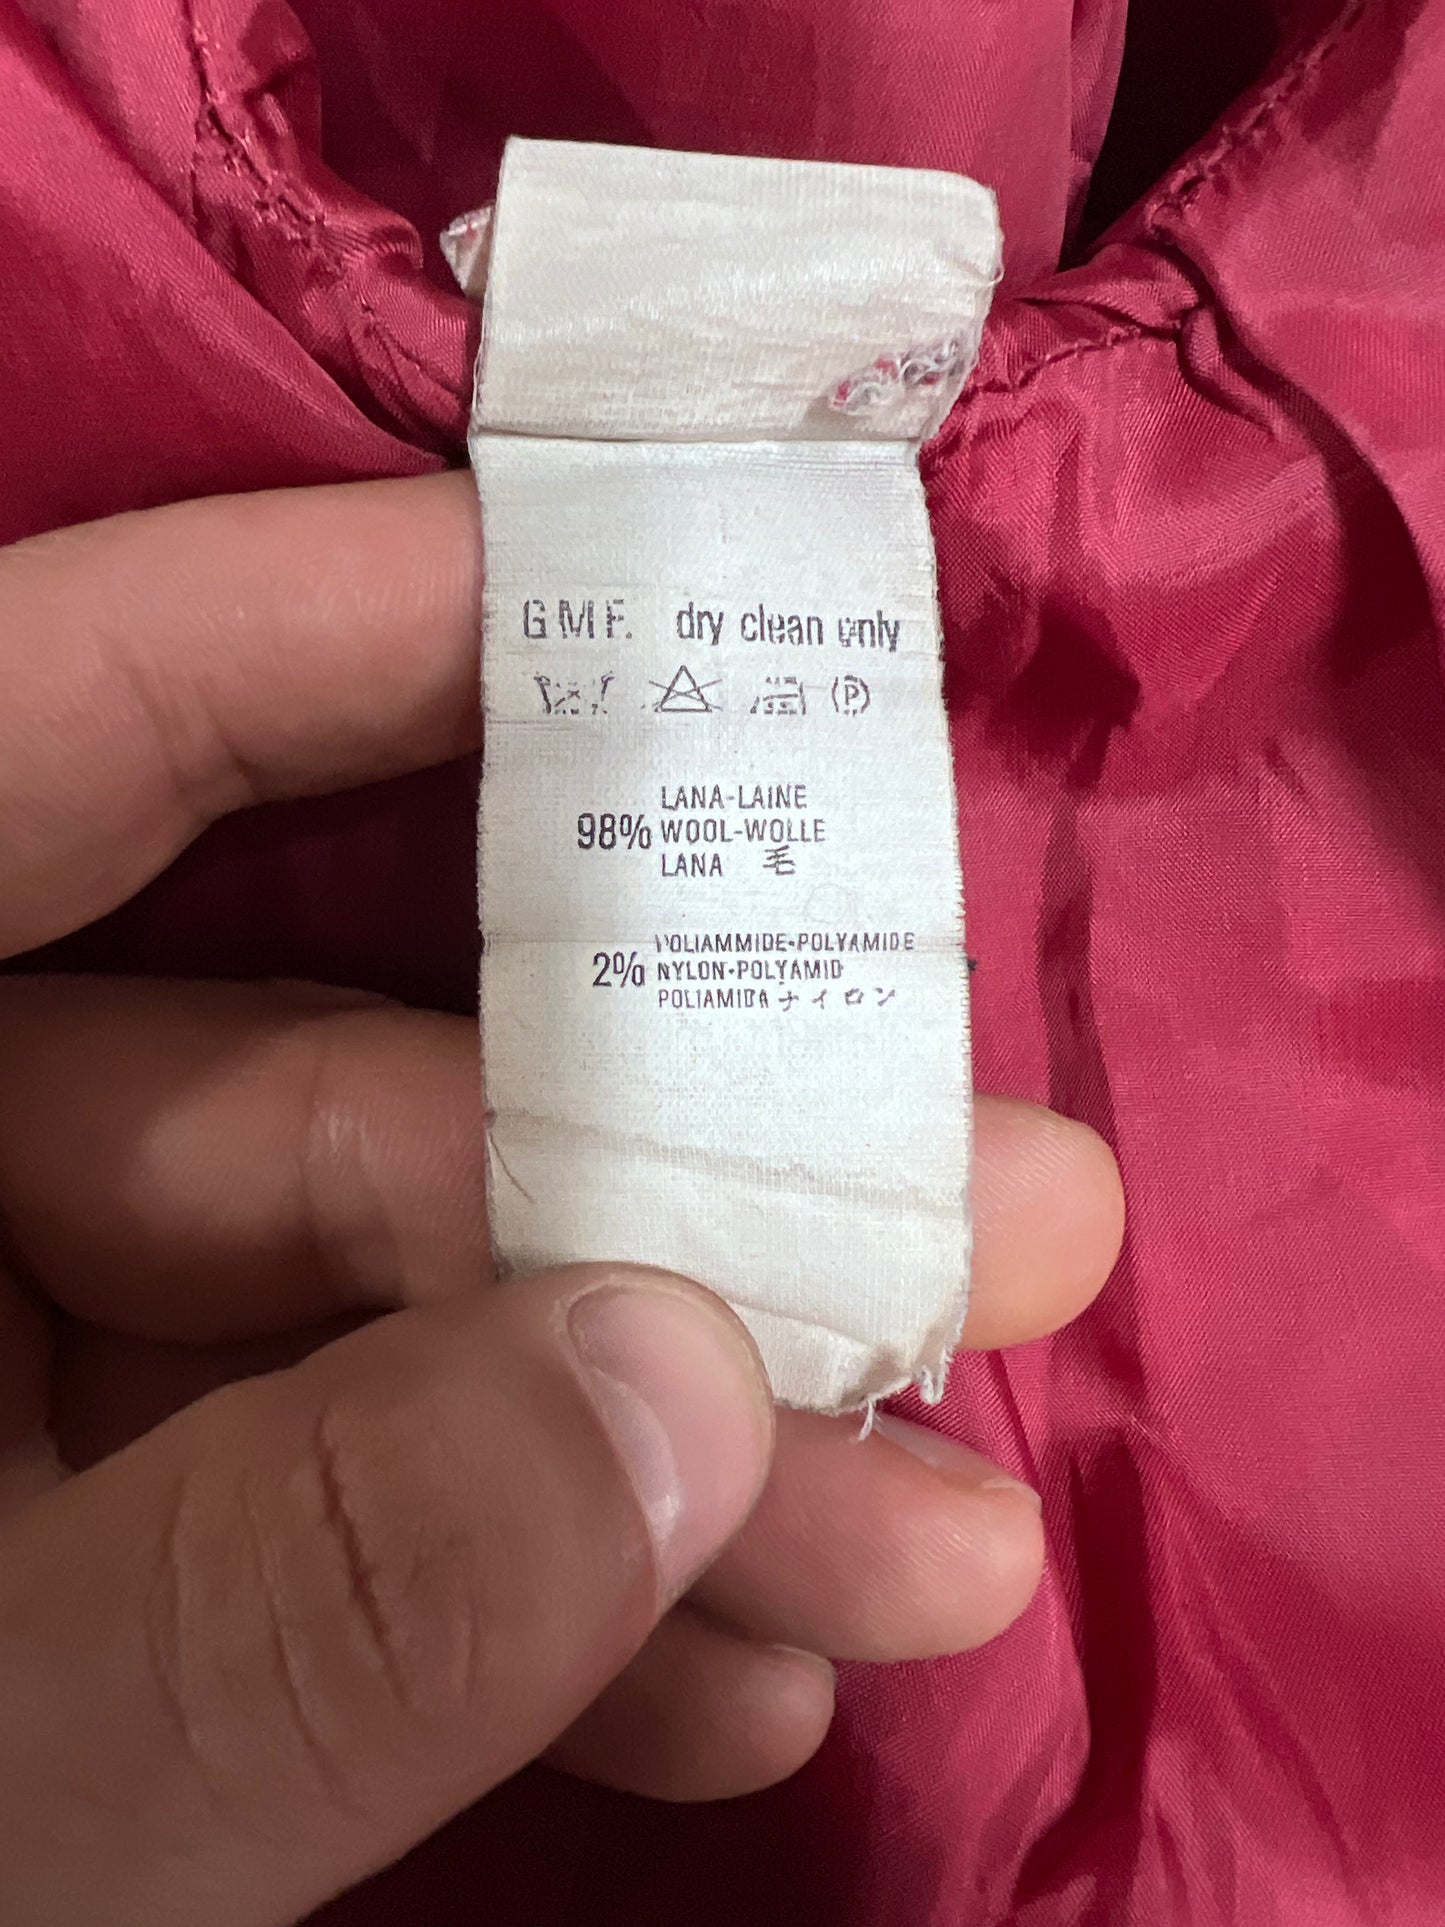 G.M.F. dry clean only
P
LANA-LAINE
98% WOOL-WOLLE
LANA 毛
POLIAMMIDE-POLYAMIDE
2% NYLON-POLYAMID
POLIAMIDA ナイロン